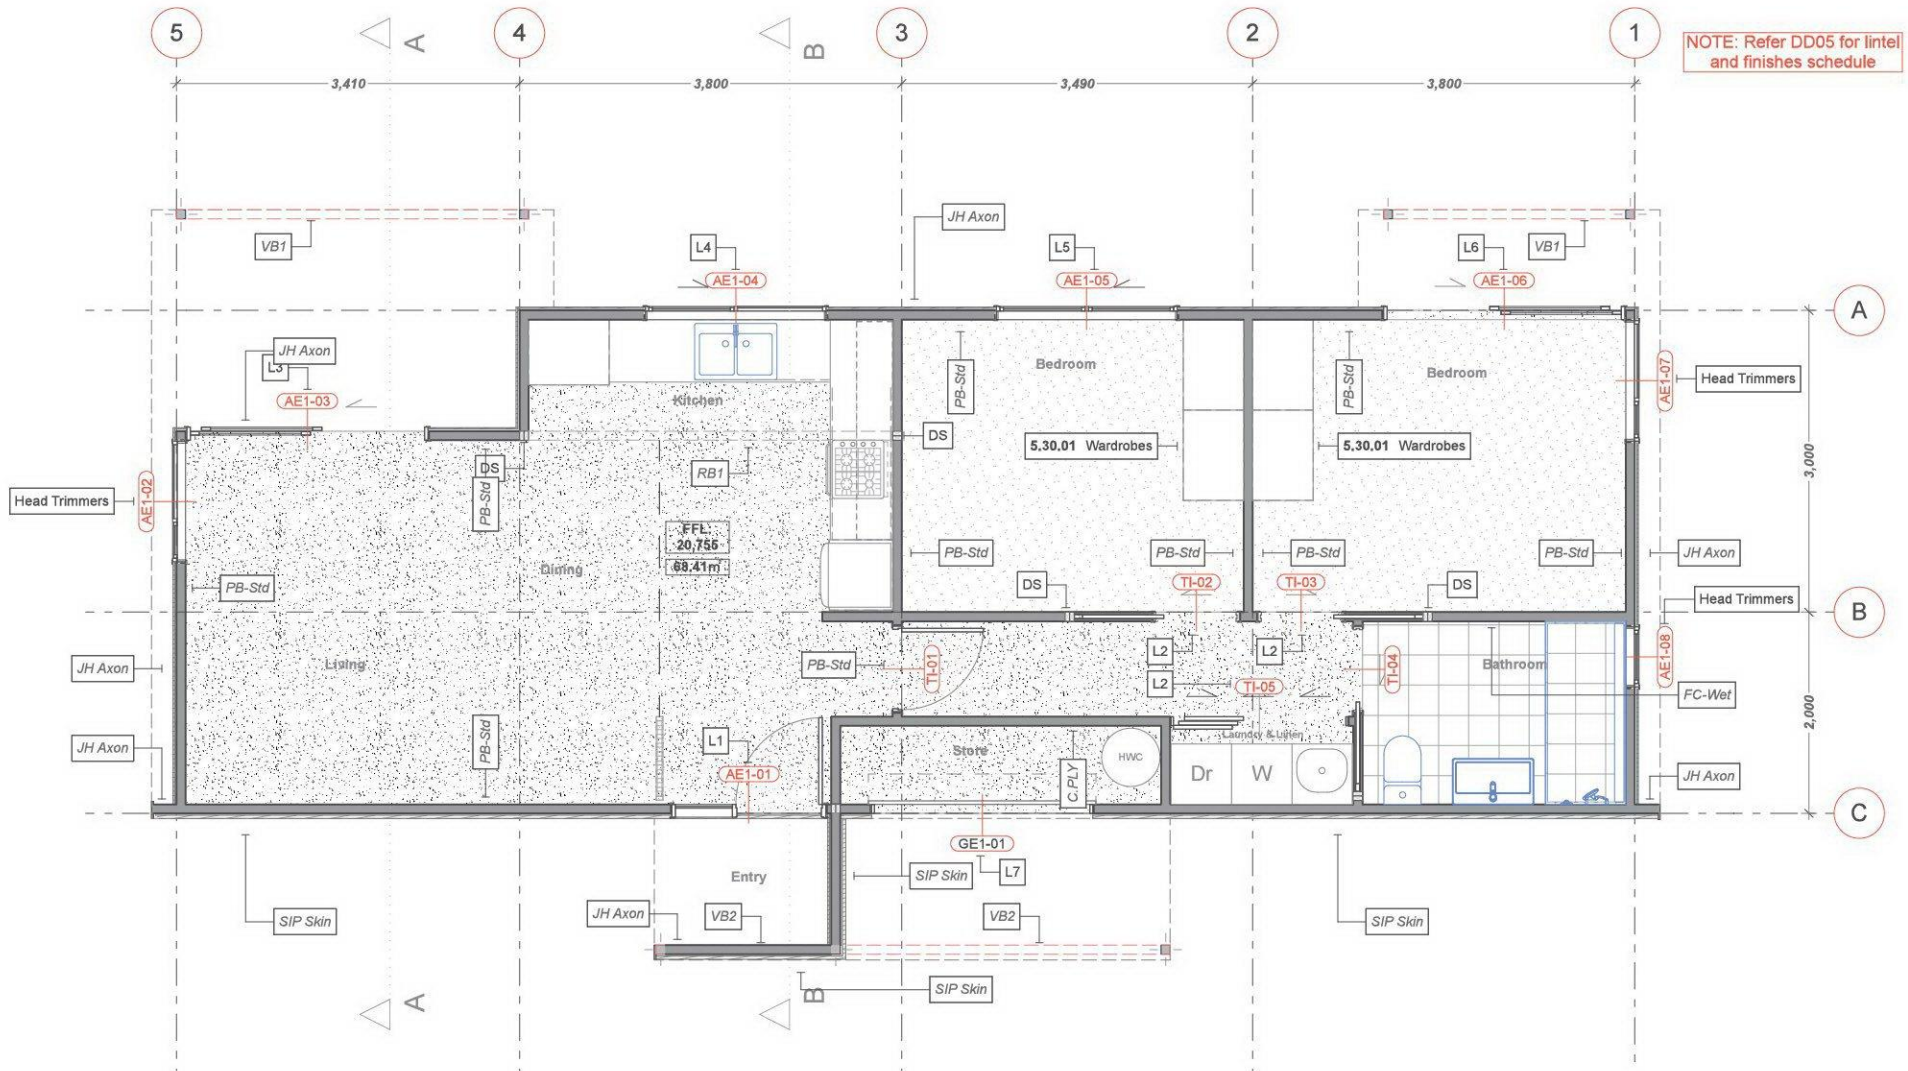 5
4
3
2
1
A
B
NOTE: Refer DD05 for lintel
and finishes schedule
3,410
3,800
3,490
3,800
JH Axon
VB1
L4
L5
L6
VB1
AE1-04
AE1-05
AE1-06
A
JH Axon
L3
AE1-03
Bedroom
Bedroom
PB-Std
PB-Std
AE1-07
Head Trimmers
Kitchen
DS
5.30.01 Wardrobes
5.30.01 Wardrobes
3,000
DS
RB1
PB-Std
AE1-02
Head Trimmers
FFL:
20,755
68.41m
PB-Std
PB-Std
PB-Std
PB-Std
JH Axon
Dining
PB-Std
DS
TI-02
TI-03
DS
Head Trimmers
B
L2
L2
Living
PB-Std
TI-01
TI-04
Bathroom
AE1-08
JH Axon
L2
TI-05
FC-Wet
2,000
PB-Std
L1
Laundry & Linen
JH Axon
Store
HWC
AE1-01
C.PLY
Dr
W
JH Axon
C
GE1-01
Entry
SIP Skin
L7
JH Axon
VB2
VB2
SIP Skin
SIP Skin
SIP Skin
A
B